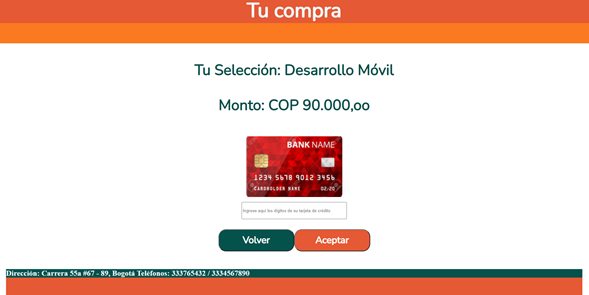 Tu compra
Tu Selección: Desarrollo Móvil
Monto: COP 90.000,oo
BANK NAME
1234 5678 9012 3456
CARDHOLDER NAME 02-20
Ingrese aquí los dígitos de su tarjeta de crédito
Volver Aceptar
Dirección: Carrera 55a #67 - 89, Bogotá Teléfonos: 333765432 / 3334567890